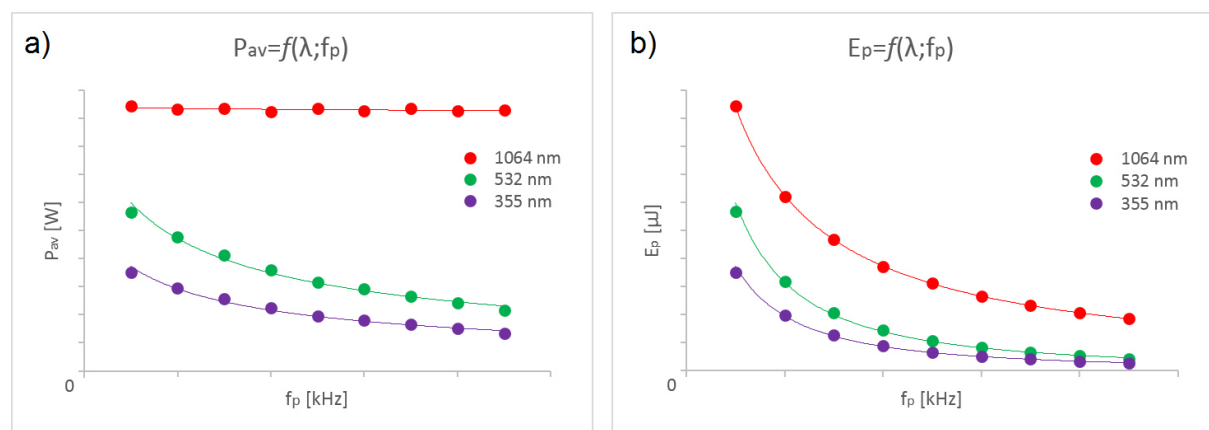 a)
Pav=f(λ;fp)
Pav [W]
1064 nm
532 nm
355 nm
0
fp [kHz]
b)
Ep=f(λ;fp)
Ep [µJ]
1064 nm
532 nm
355 nm
0
fp [kHz]